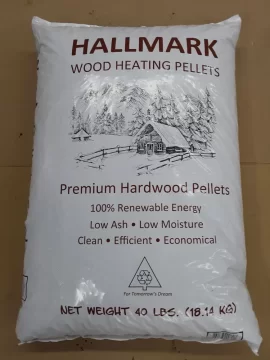 HALLMARK
WOOD HEATING PELLETS
Premium Hardwood Pellets
100% Renewable Energy
Low Ash • Low Moisture
Clean • Efficient • Economical
For Tomorrow's Dream
NET WEIGHT 40 LBS. (18.14 KG)